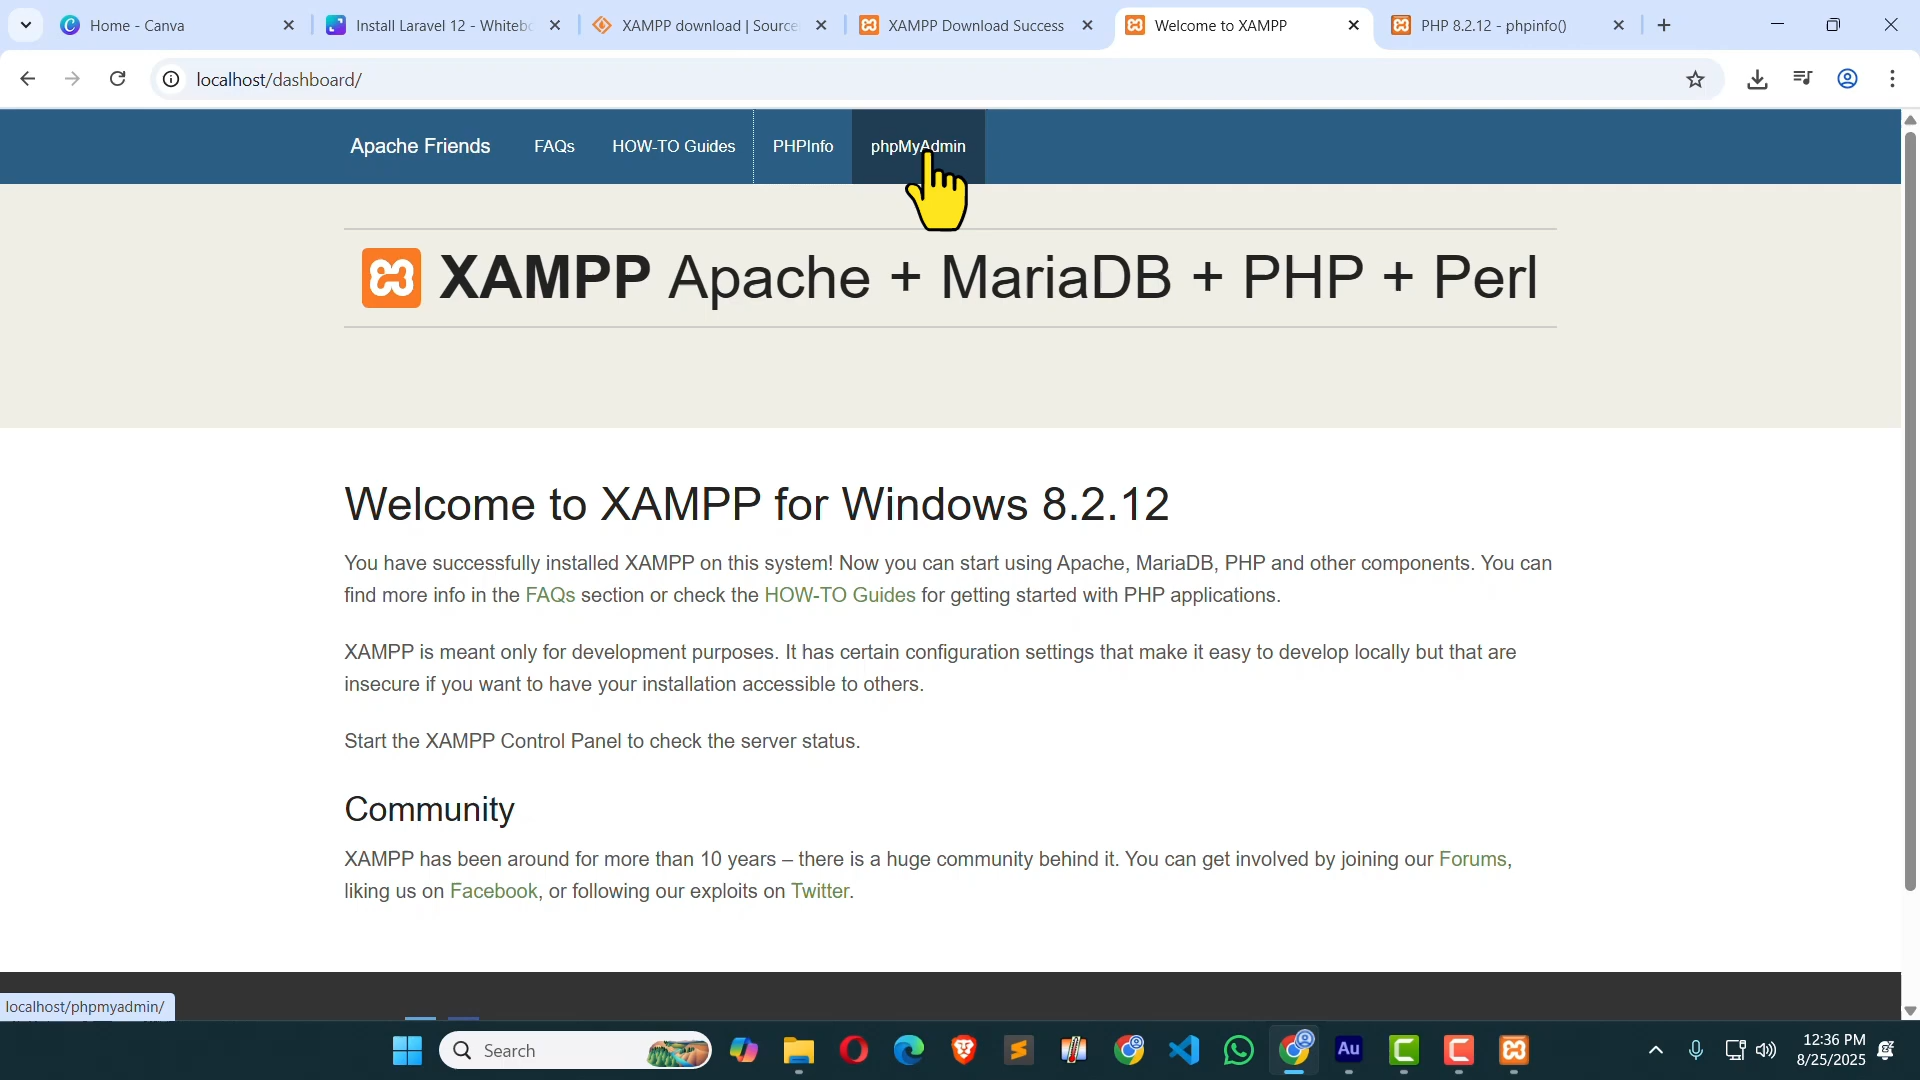 Home - Canva
Install Laravel 12 - Whitebo
XAMPP download | Source
XAMPP Download Success
Welcome to XAMPP
PHP 8.2.12 - phpinfo()
localhost/dashboard/
Apache Friends
FAQs
HOW-TO Guides
PHPInfo
phpMyAdmin
XAMPP Apache + MariaDB + PHP + Perl
Welcome to XAMPP for Windows 8.2.12
You have successfully installed XAMPP on this system! Now you can start using Apache, MariaDB, PHP and other components. You can
find more info in the FAQs section or check the HOW-TO Guides for getting started with PHP applications.
XAMPP is meant only for development purposes. It has certain configuration settings that make it easy to develop locally but that are
insecure if you want to have your installation accessible to others.
Start the XAMPP Control Panel to check the server status.
Community
XAMPP has been around for more than 10 years – there is a huge community behind it. You can get involved by joining our Forums,
liking us on Facebook, or following our exploits on Twitter.
localhost/phpmyadmin/
Search
Au
12:36 PM
8/25/2025